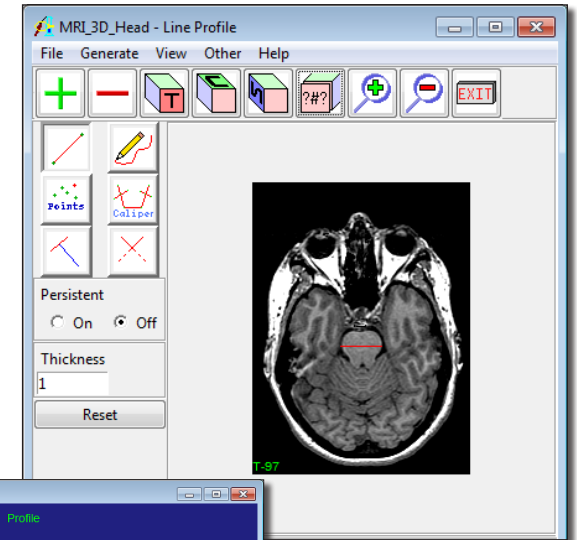 MRI_3D_Head - Line Profile
File Generate View Other Help
T
C
S
?#?
EXIT
Points
Caliper
Persistent
On Off
Thickness
1
Reset
T-97
Profile